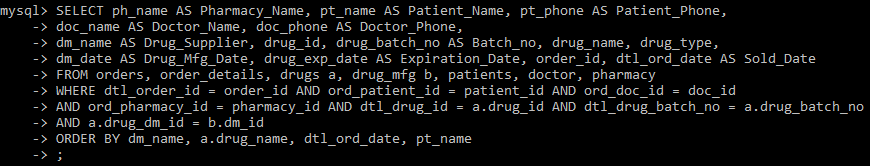 mysql> SELECT ph_name AS Pharmacy_Name, pt_name AS Patient_Name, pt_phone AS Patient_Phone,
    -> doc_name AS Doctor_Name, doc_phone AS Doctor_Phone,
    -> dm_name AS Drug_Supplier, drug_id, drug_batch_no AS Batch_no, drug_name, drug_type,
    -> dm_date AS Drug_Mfg_Date, drug_exp_date AS Expiration_Date, order_id, dtl_ord_date AS Sold_Date
    -> FROM orders, order_details, drugs a, drug_mfg b, patients, doctor, pharmacy
    -> WHERE dtl_order_id = order_id AND ord_patient_id = patient_id AND ord_doc_id = doc_id
    -> AND ord_pharmacy_id = pharmacy_id AND dtl_drug_id = a.drug_id AND dtl_drug_batch_no = a.drug_batch_no
    -> AND a.drug_dm_id = b.dm_id
    -> ORDER BY dm_name, a.drug_name, dtl_ord_date, pt_name
    -> ;